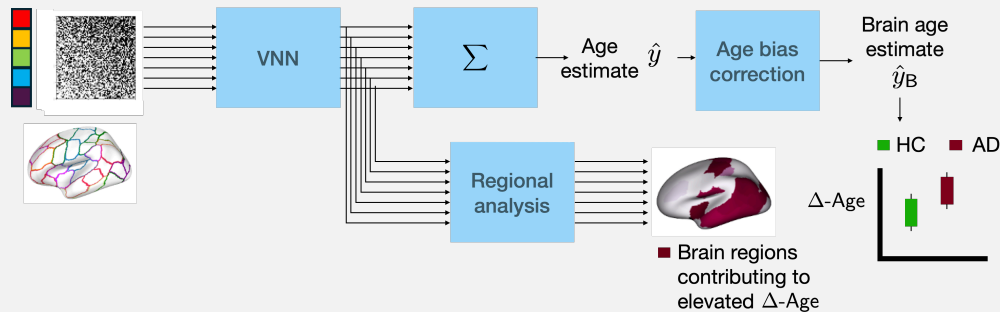 VNN
Σ
Age
estimate ŷ
Age bias
correction
Brain age
estimate
ŷ_B
HC AD
Δ-Age
Regional
analysis
Brain regions
contributing to
elevated Δ-Age